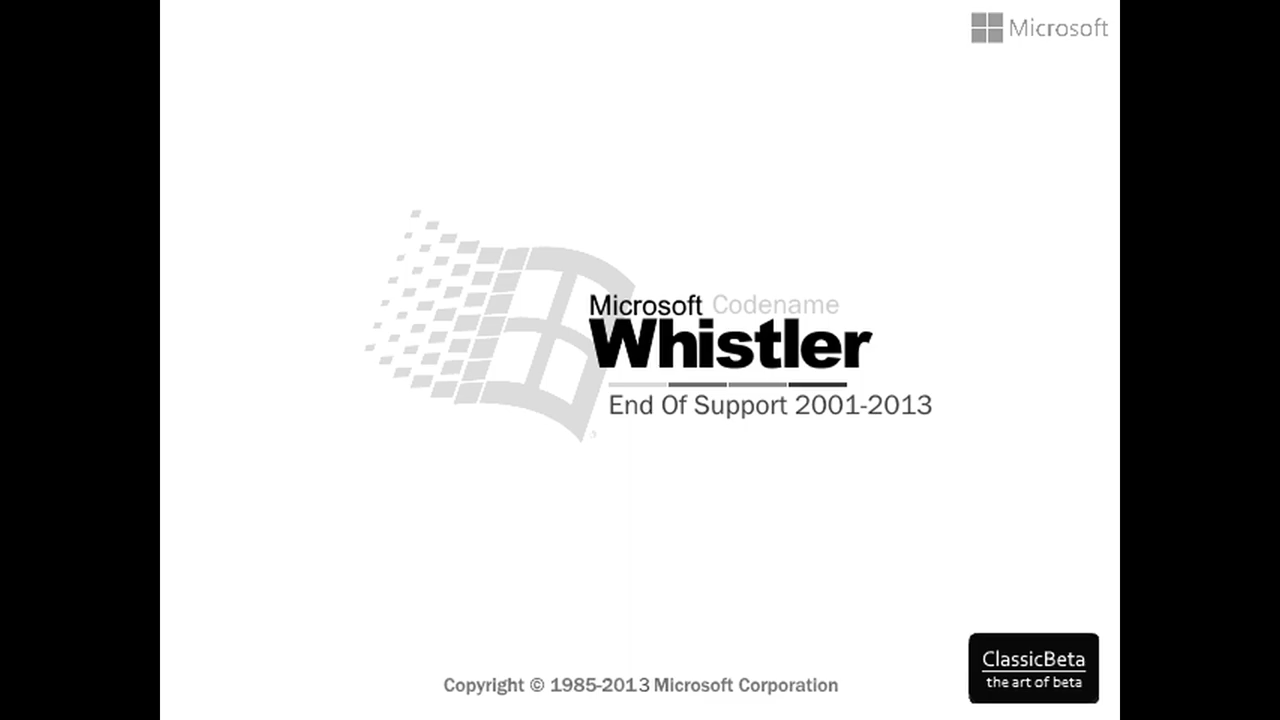 Microsoft
Microsoft Codename
Whistler
End Of Support 2001-2013
Copyright © 1985-2013 Microsoft Corporation
ClassicBeta
the art of beta